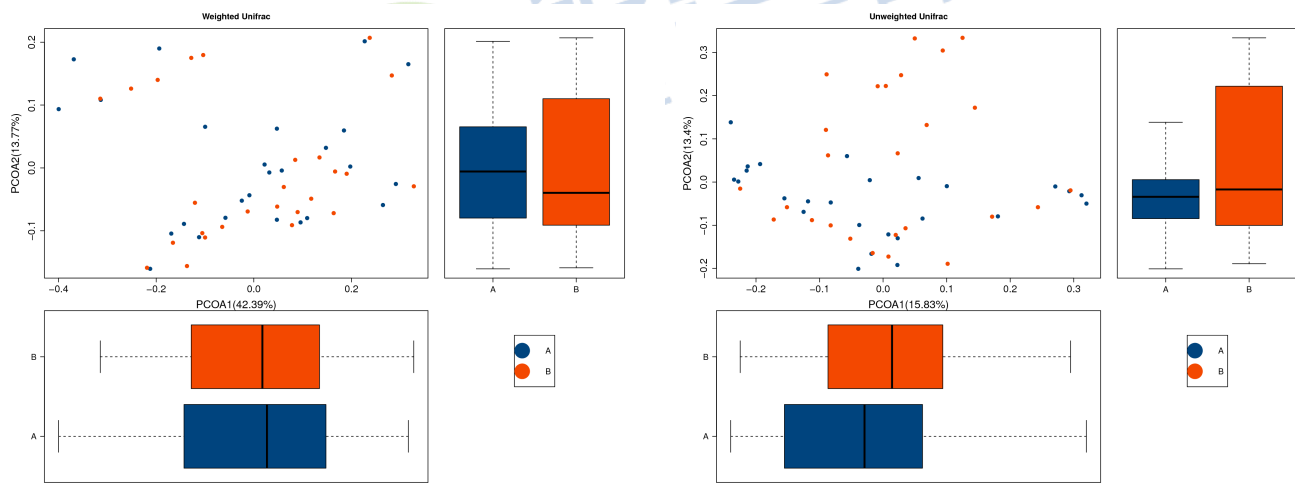 Weighted Unifrac
PCOA2(13.77%)
0.2
0.1
0.0
−0.1
−0.4
−0.2
0.0
0.2
PCOA1(42.39%)
A
B
B
A
A
B
Unweighted Unifrac
PCOA2(13.4%)
0.3
0.2
0.1
0.0
−0.1
−0.2
−0.2
−0.1
0.0
0.1
0.2
0.3
PCOA1(15.83%)
A
B
B
A
A
B